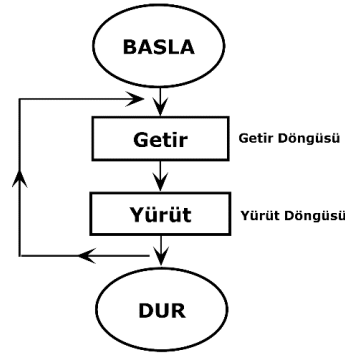 BASLA
Getir
Getir Döngüsü
Yürüt
Yürüt Döngüsü
DUR